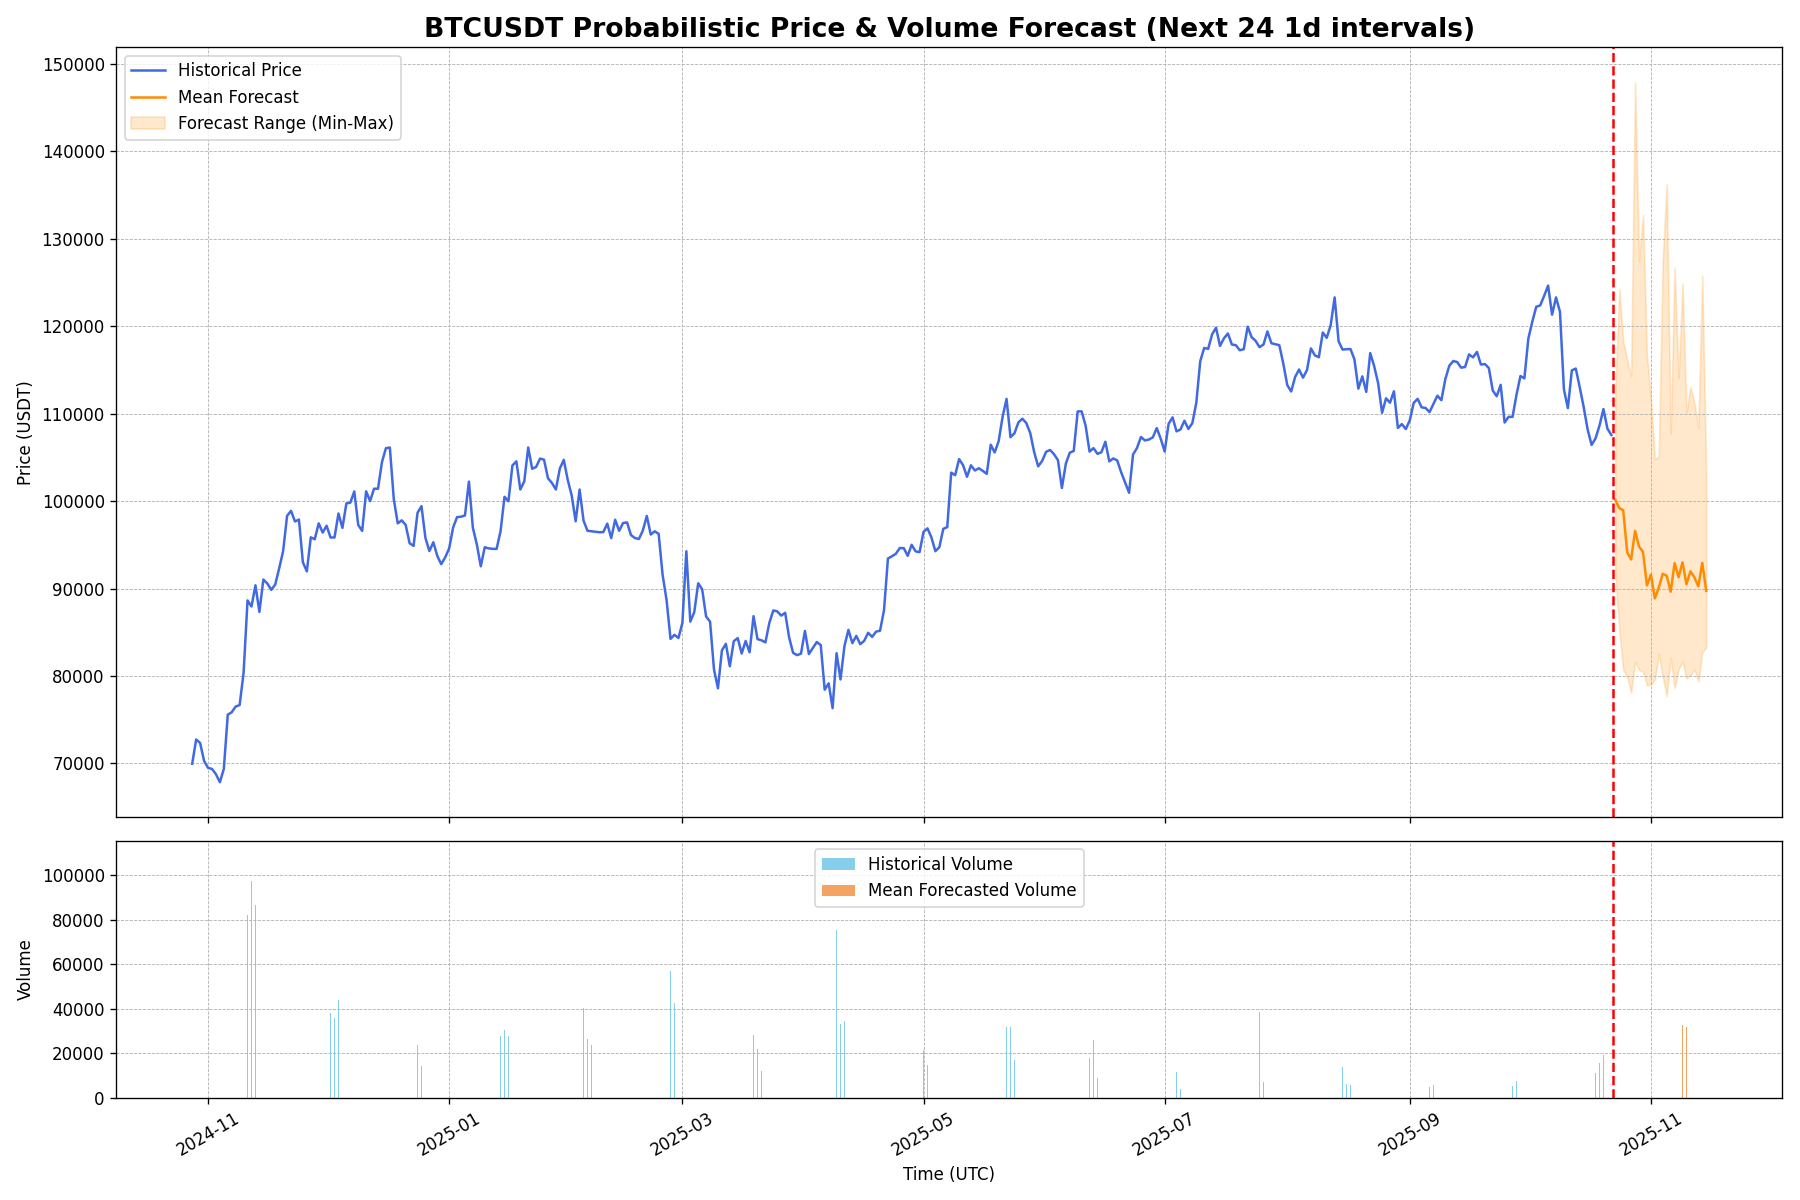 BTCUSDT Probabilistic Price & Volume Forecast (Next 24 1d intervals)
Historical Price
Mean Forecast
Forecast Range (Min-Max)
Price (USDT)
150000
140000
130000
120000
110000
100000
90000
80000
70000
Historical Volume
Mean Forecasted Volume
Volume
100000
80000
60000
40000
20000
0
2024-11
2025-01
2025-03
2025-05
2025-07
2025-09
2025-11
Time (UTC)